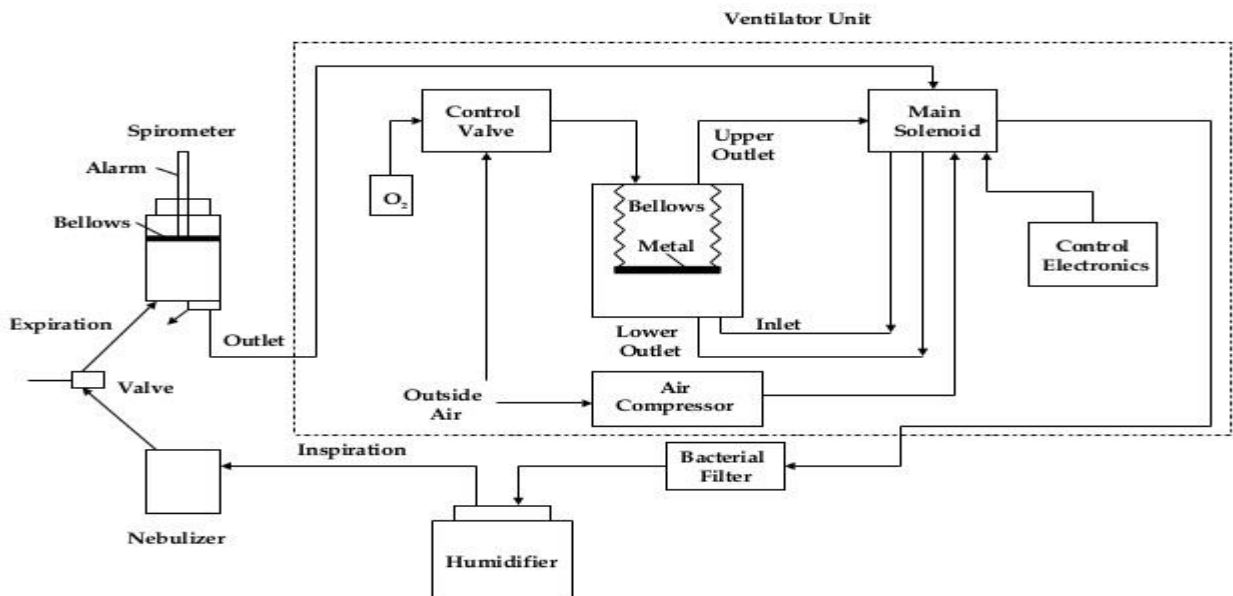 Ventilator Unit
Spirometer
Alarm
Bellows
Control
Valve
O₂
Upper
Outlet
Main
Solenoid
Bellows
Metal
Control
Electronics
Expiration
Outlet
Lower
Outlet
Inlet
Valve
Outside
Air
Air
Compressor
Inspiration
Bacterial
Filter
Nebulizer
Humidifier